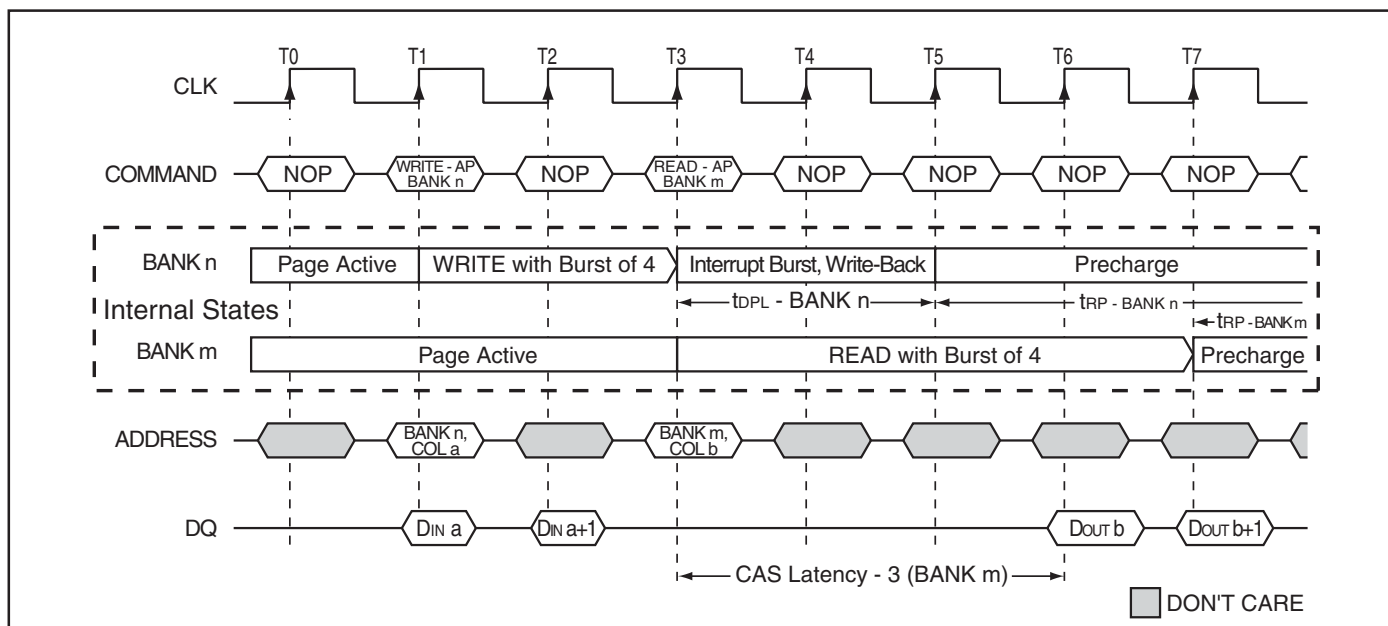 T0 T1 T2 T3 T4 T5 T6 T7
CLK
COMMAND NOP WRITE - AP BANK n NOP READ - AP BANK m NOP NOP NOP NOP
BANK n Page Active WRITE with Burst of 4 Interrupt Burst, Write-Back Precharge
tDPL - BANK n tRP - BANK n
Internal States
tRP - BANK m
BANK m Page Active READ with Burst of 4 Precharge
ADDRESS BANK n, COL a BANK m, COL b
DQ DIN a DIN a+1 DOUT b DOUT b+1
CAS Latency - 3 (BANK m)
DON'T CARE